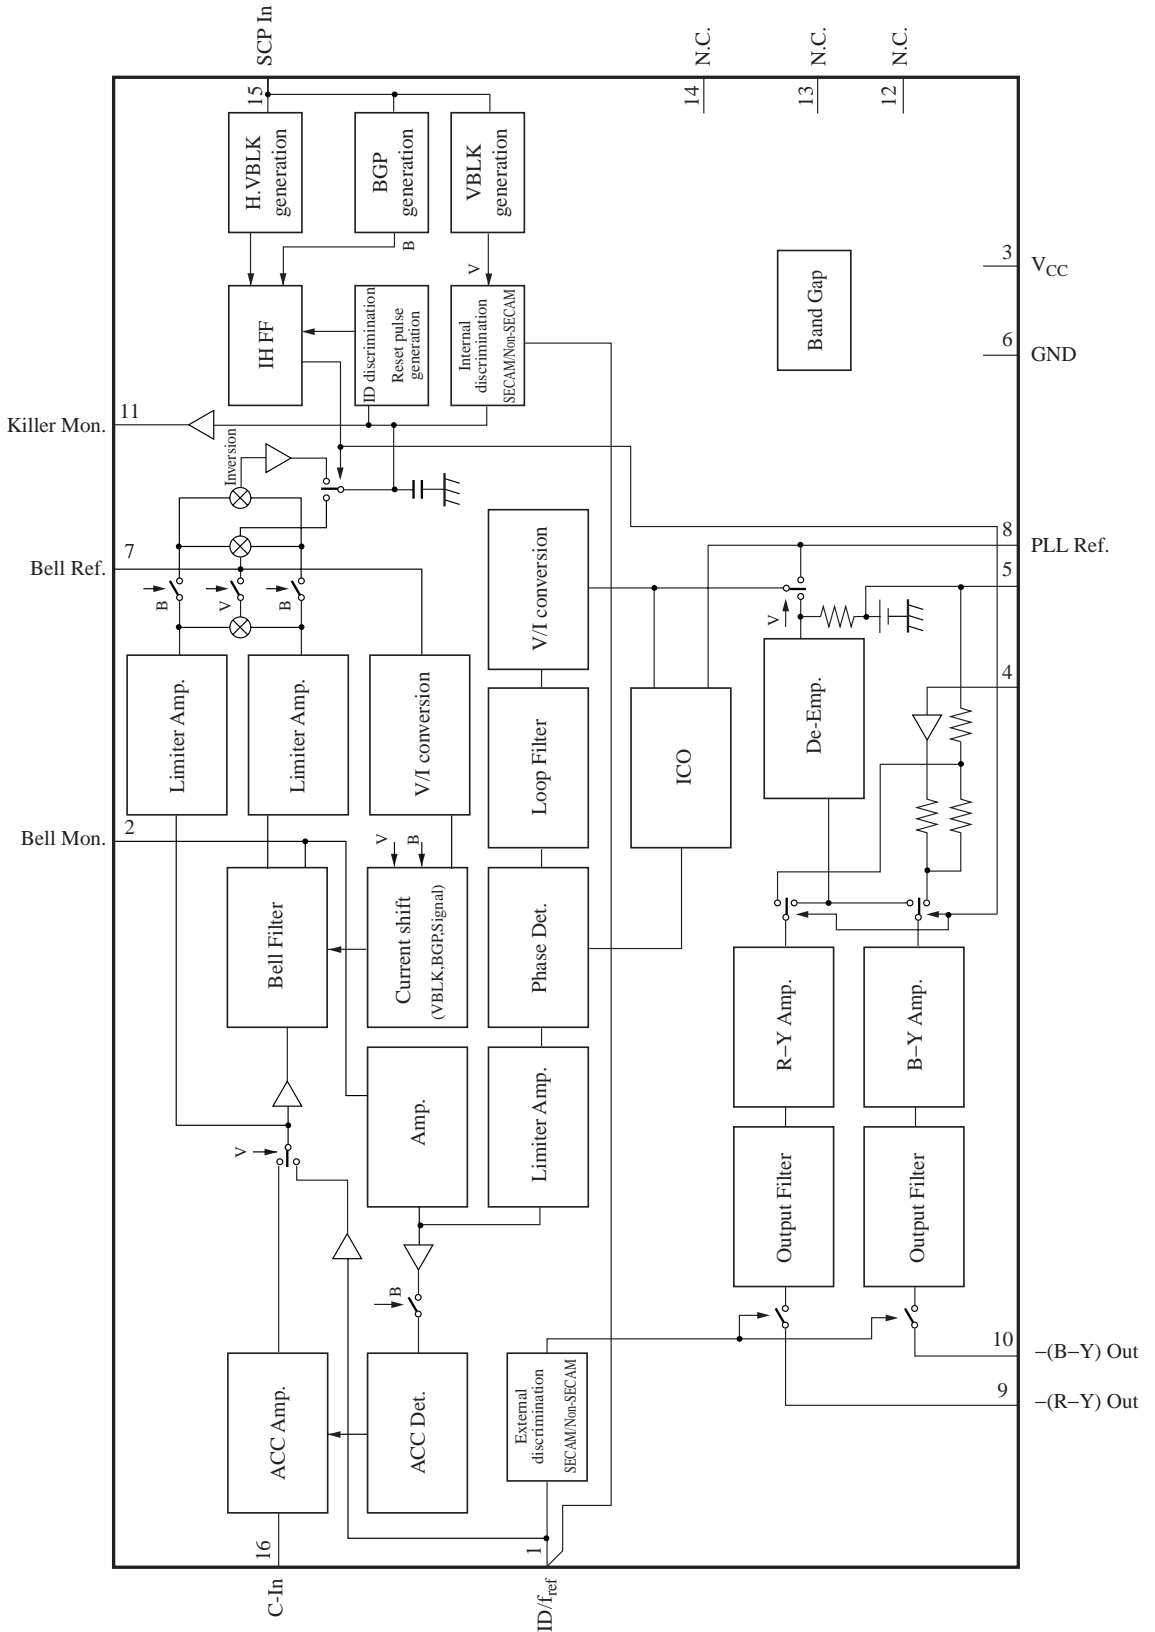 SCP In
N.C.
N.C.
N.C.
15
14
13
12
H.VBLK
generation
BGP
generation
VBLK
generation
B
V
3
V_CC
IH FF
ID discrimination
Reset pulse
generation
Internal
discrimination
SECAM/Non-SECAM
Band Gap
6
GND
Killer Mon.
11
Inversion
7
Bell Ref.
B
V
B
8
PLL Ref.
5
V
4
Limiter Amp.
Limiter Amp.
V/I conversion
V/I conversion
Loop Filter
ICO
De-Emp.
2
Bell Mon.
V
B
Bell Filter
Current shift
(VBLK,BGP,Signal)
Phase Det.
R−Y Amp.
B−Y Amp.
V
Amp.
Limiter Amp.
Output Filter
Output Filter
B
10
−(B−Y) Out
9
−(R−Y) Out
ACC Amp.
ACC Det.
External
discrimination
SECAM/Non-SECAM
16
1
C-In
ID/f_ref